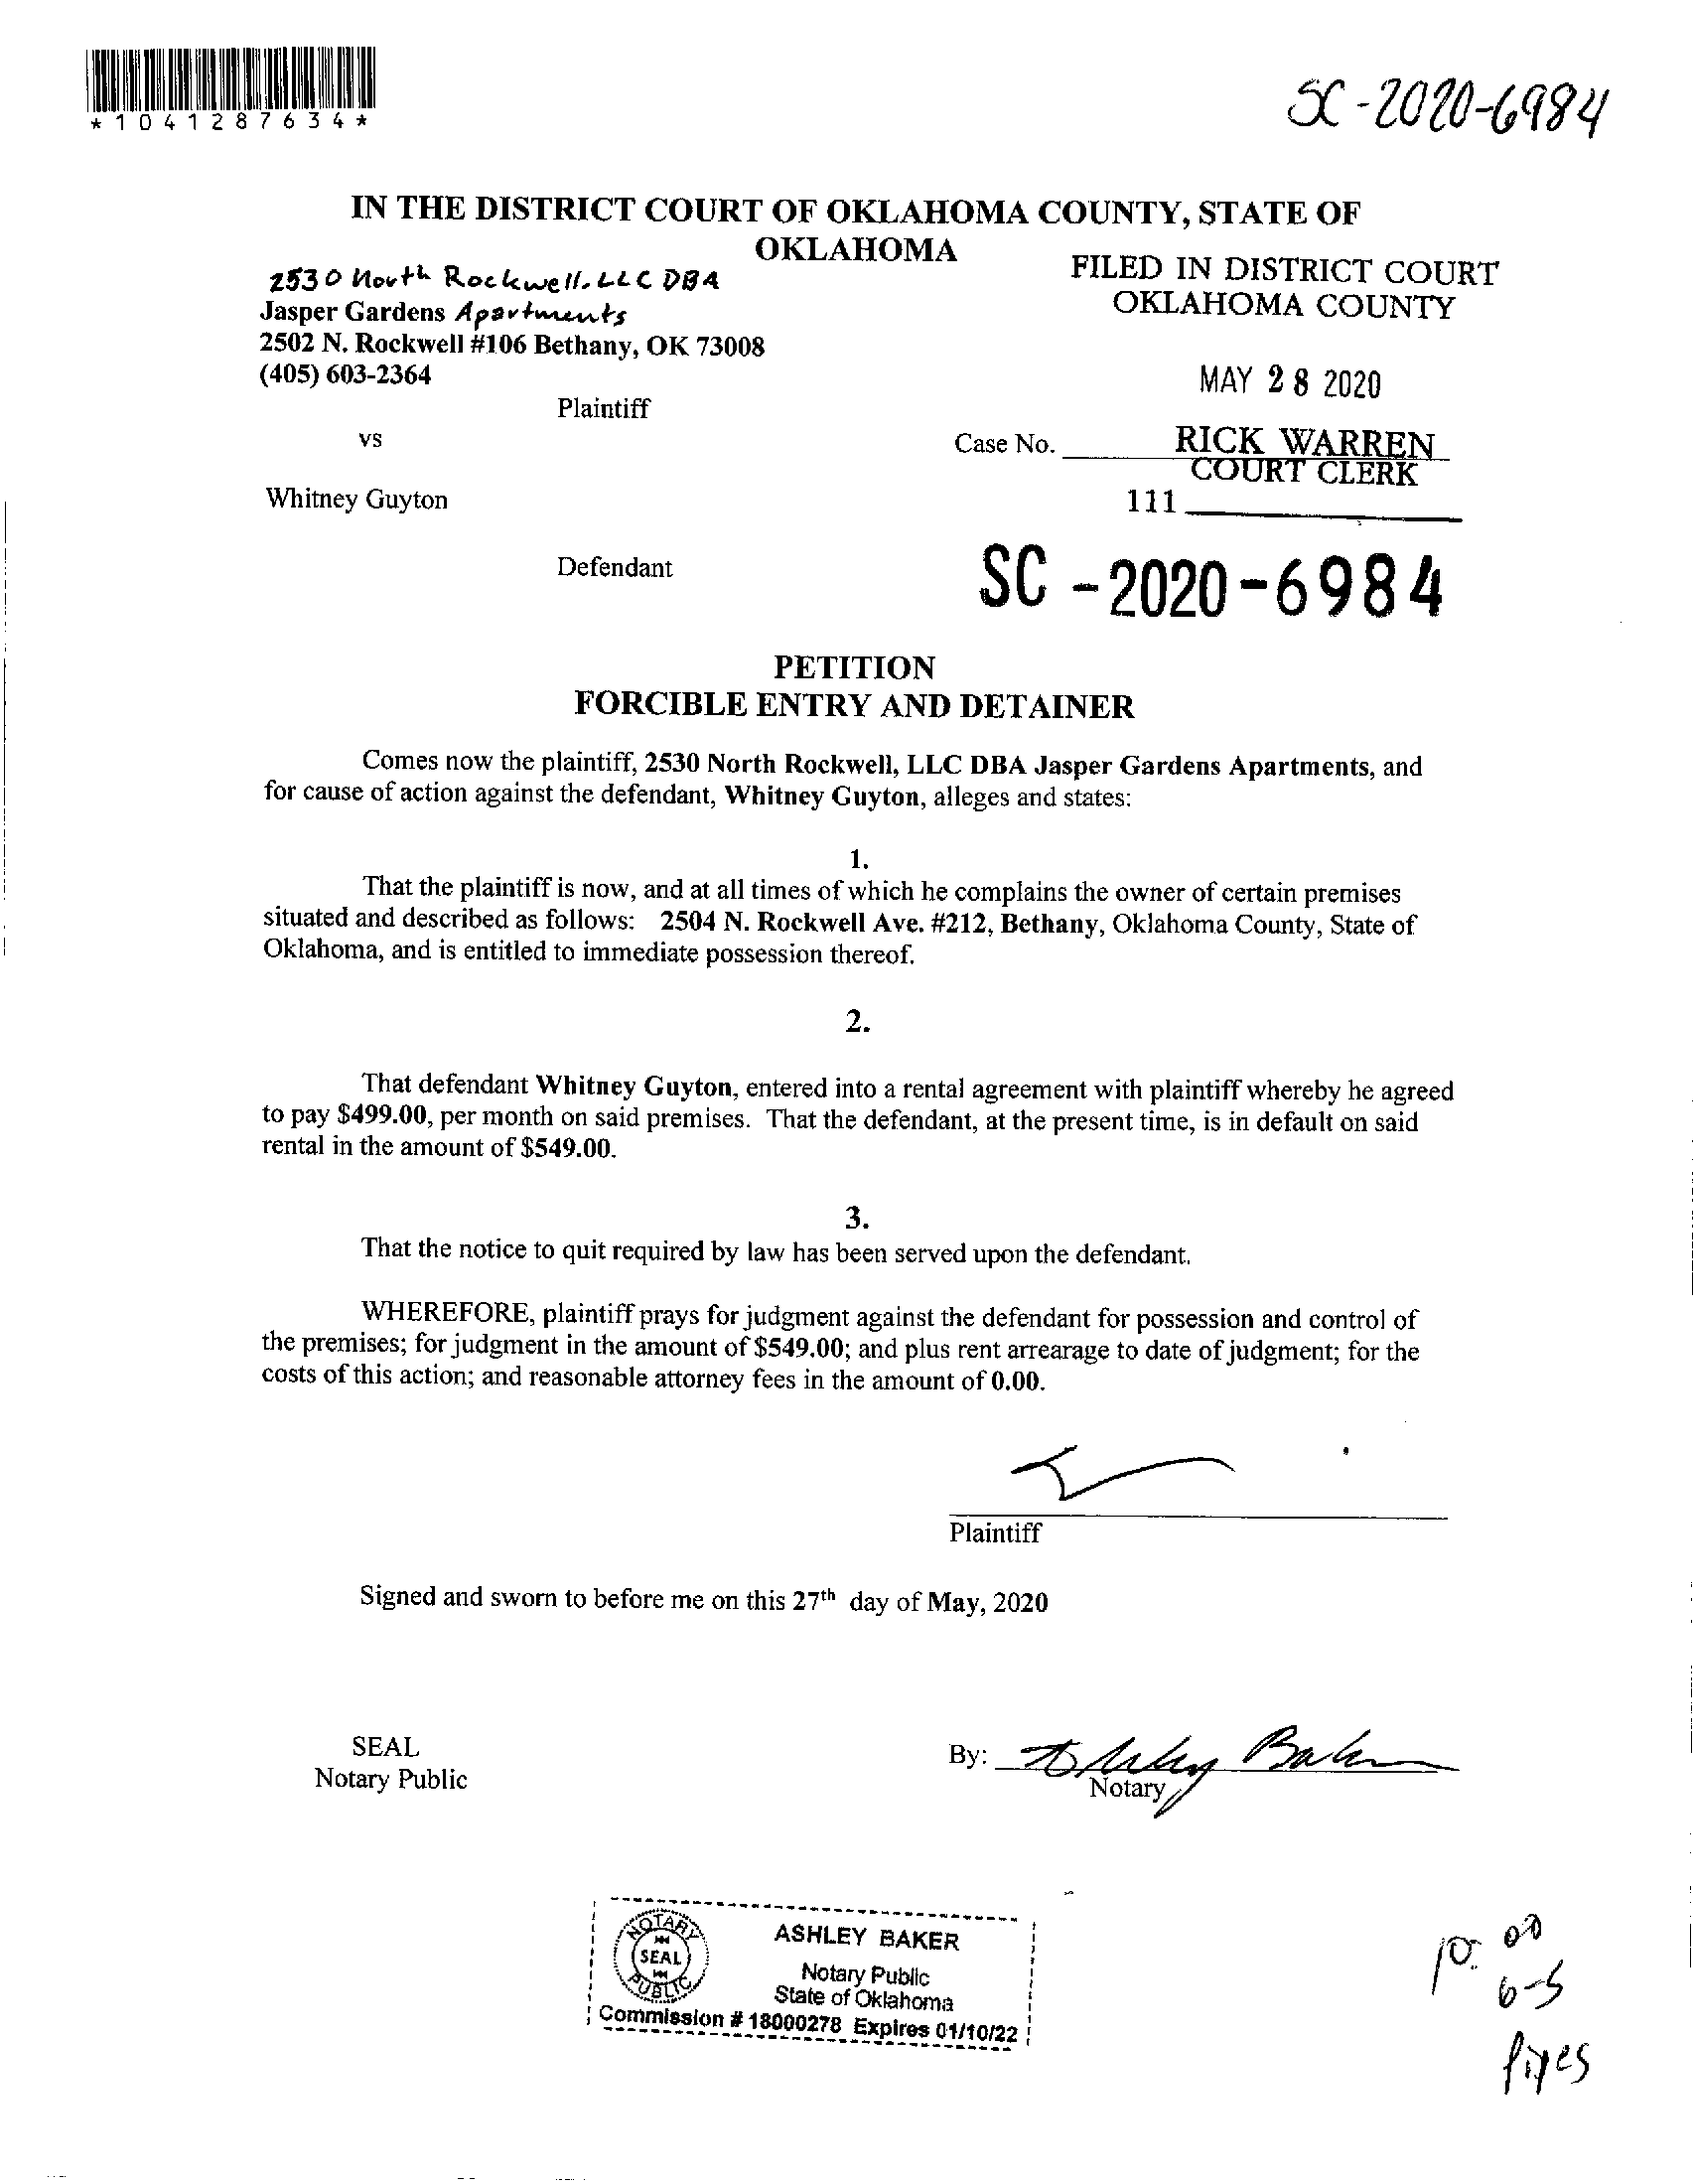 *1041287634*
SC-2020-6984
IN THE DISTRICT COURT OF OKLAHOMA COUNTY, STATE OF
OKLAHOMA
2530 North Rockwell, LLC DBA
Jasper Gardens Apartments
2502 N. Rockwell #106 Bethany, OK 73008
(405) 603-2364
Plaintiff
vs
Whitney Guyton
Defendant
FILED IN DISTRICT COURT
OKLAHOMA COUNTY
MAY 28 2020
Case No.
RICK WARREN
COURT CLERK
111
SC-2020-6984
PETITION
FORCIBLE ENTRY AND DETAINER
Comes now the plaintiff, 2530 North Rockwell, LLC DBA Jasper Gardens Apartments, and
for cause of action against the defendant, Whitney Guyton, alleges and states:
1.
That the plaintiff is now, and at all times of which he complains the owner of certain premises
situated and described as follows: 2504 N. Rockwell Ave. #212, Bethany, Oklahoma County, State of
Oklahoma, and is entitled to immediate possession thereof.
2.
That defendant Whitney Guyton, entered into a rental agreement with plaintiff whereby he agreed
to pay $499.00, per month on said premises. That the defendant, at the present time, is in default on said
rental in the amount of $549.00.
3.
That the notice to quit required by law has been served upon the defendant.
WHEREFORE, plaintiff prays for judgment against the defendant for possession and control of
the premises; for judgment in the amount of $549.00; and plus rent arrearage to date of judgment; for the
costs of this action; and reasonable attorney fees in the amount of 0.00.
Plaintiff
Signed and sworn to before me on this 27th day of May, 2020
SEAL
Notary Public
By: Ashley Baker
Notary
NOTARY
SEAL
PUBLIC
ASHLEY BAKER
Notary Public
State of Oklahoma
Commission # 18000278 Expires 01/10/22
10.00
6-5